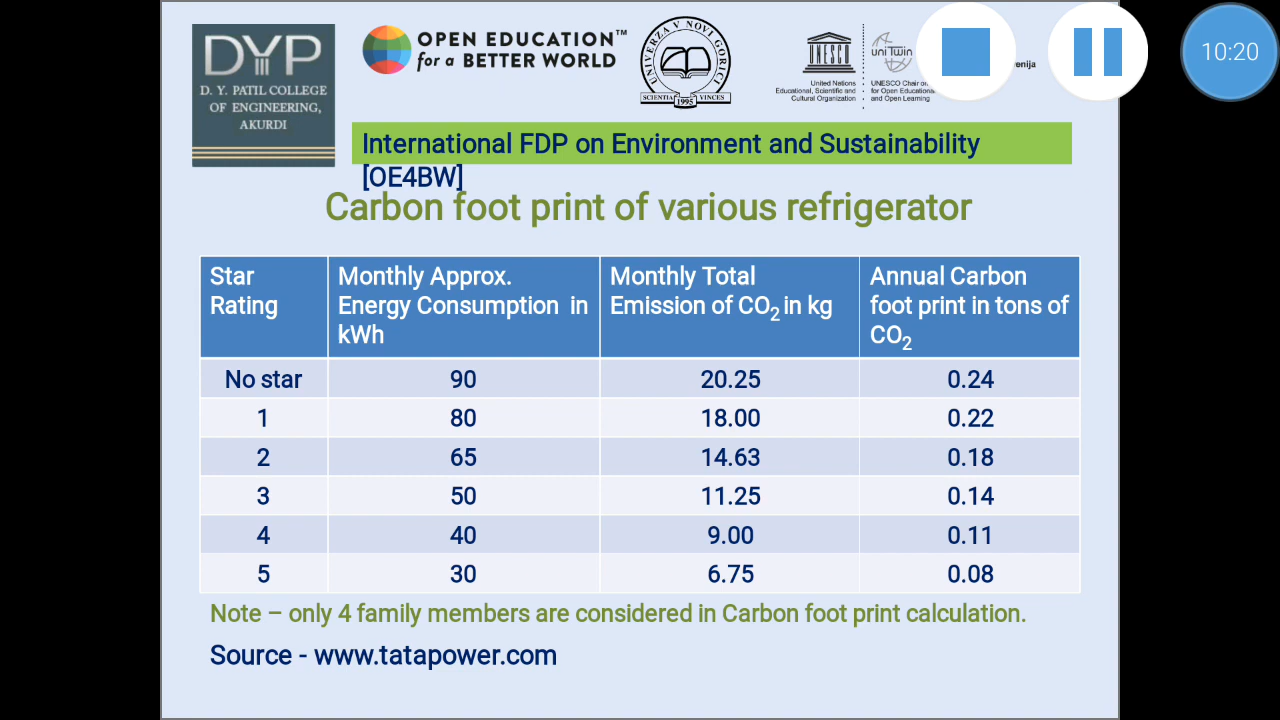 DYP
D. Y. PATIL COLLEGE
OF ENGINEERING,
AKURDI
OPEN EDUCATION™
for a BETTER WORLD
UNIVERZA V NOVI GORICI
SCIENTIA VINCES
1995
UNESCO
United Nations
Educational, Scientific and
Cultural Organization
uniTwin
UNESCO Chair on
for Open Educational
and Open Learning
10:20
International FDP on Environment and Sustainability
[OE4BW]
Carbon foot print of various refrigerator
Star Rating | Monthly Approx. Energy Consumption in kWh | Monthly Total Emission of CO2 in kg | Annual Carbon foot print in tons of CO2
No star 90 20.25 0.24
1 80 18.00 0.22
2 65 14.63 0.18
3 50 11.25 0.14
4 40 9.00 0.11
5 30 6.75 0.08
Note – only 4 family members are considered in Carbon foot print calculation.
Source - www.tatapower.com